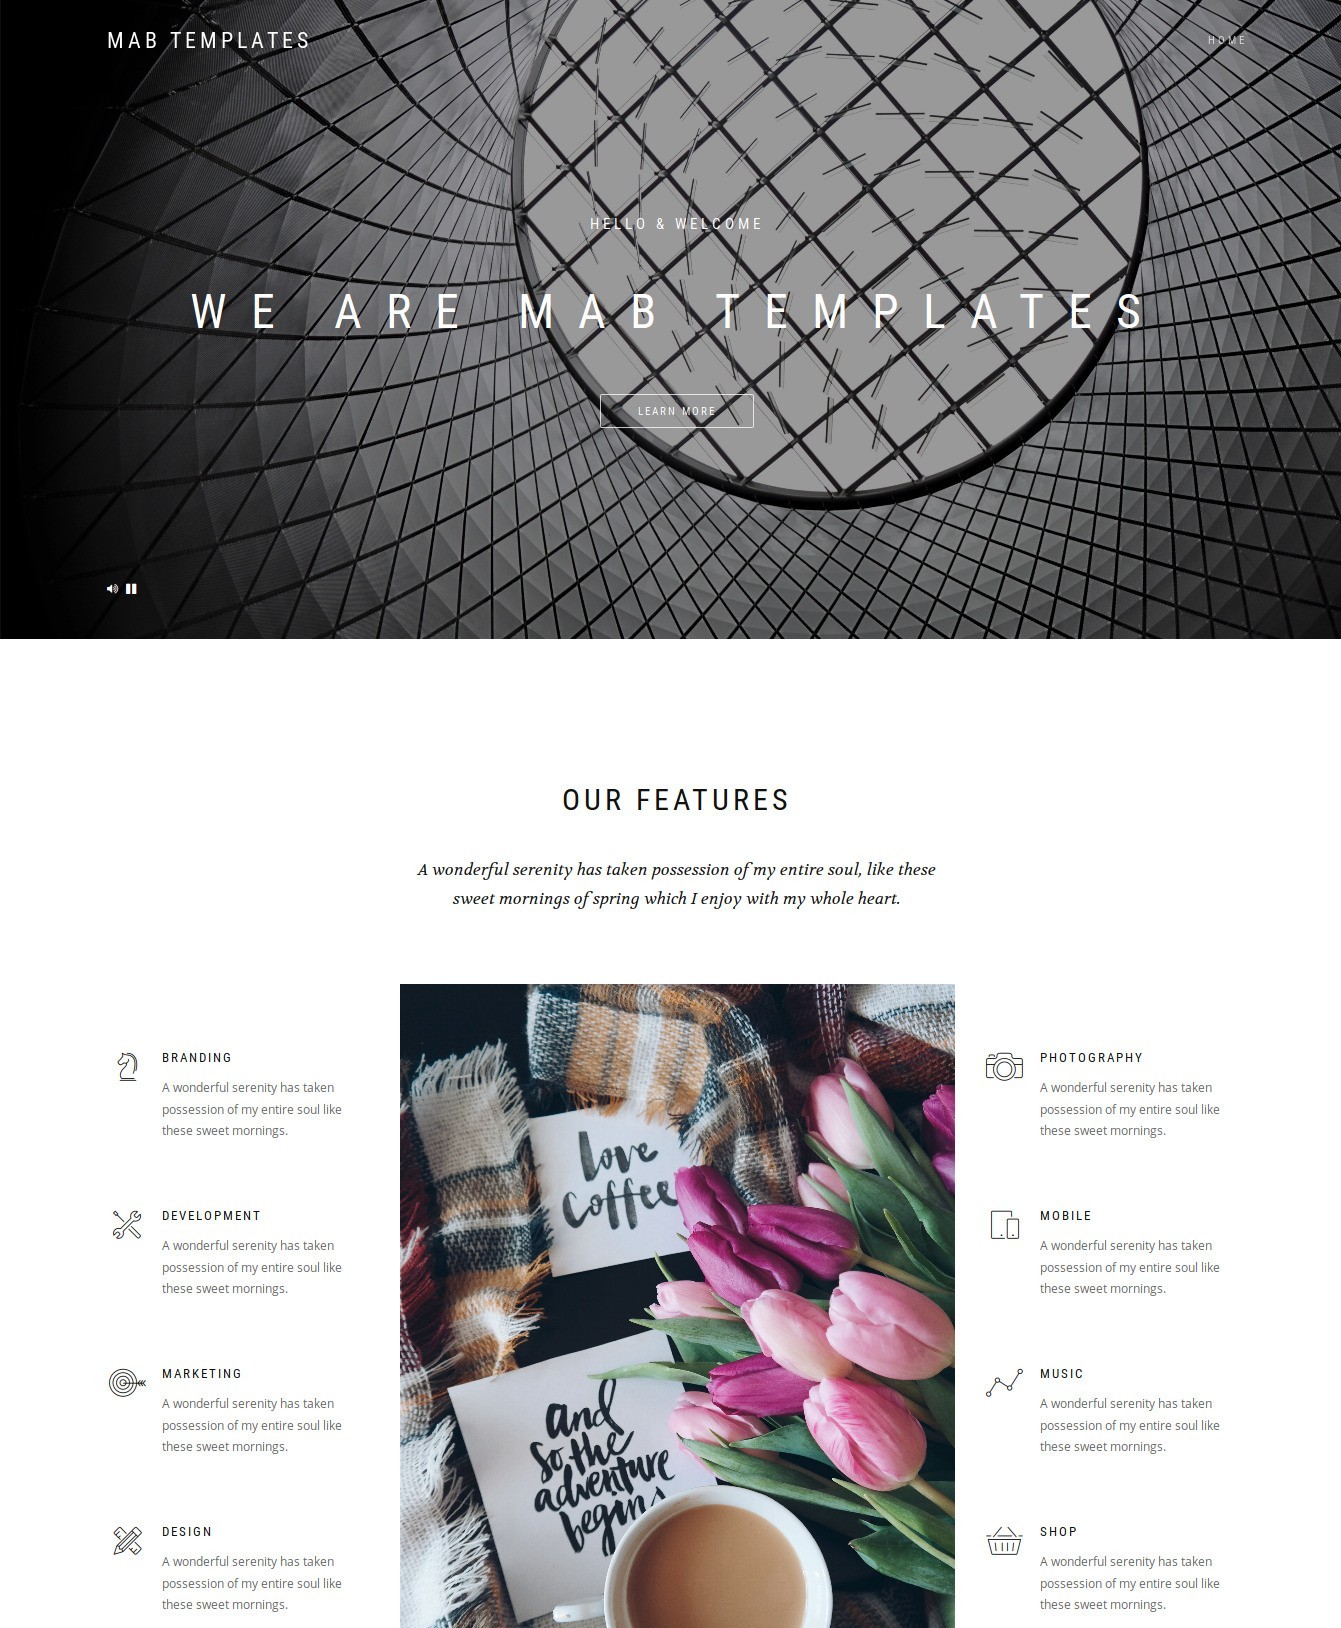 MAB TEMPLATES
HOME
HELLO & WELCOME
WE ARE MAB TEMPLATES
LEARN MORE
OUR FEATURES
A wonderful serenity has taken possession of my entire soul, like these
sweet mornings of spring which I enjoy with my whole heart.
BRANDING
A wonderful serenity has taken
possession of my entire soul like
these sweet mornings.
DEVELOPMENT
A wonderful serenity has taken
possession of my entire soul like
these sweet mornings.
MARKETING
A wonderful serenity has taken
possession of my entire soul like
these sweet mornings.
DESIGN
A wonderful serenity has taken
possession of my entire soul like
these sweet mornings.
love
coffee
and
so the
adventure
begins
PHOTOGRAPHY
A wonderful serenity has taken
possession of my entire soul like
these sweet mornings.
MOBILE
A wonderful serenity has taken
possession of my entire soul like
these sweet mornings.
MUSIC
A wonderful serenity has taken
possession of my entire soul like
these sweet mornings.
SHOP
A wonderful serenity has taken
possession of my entire soul like
these sweet mornings.